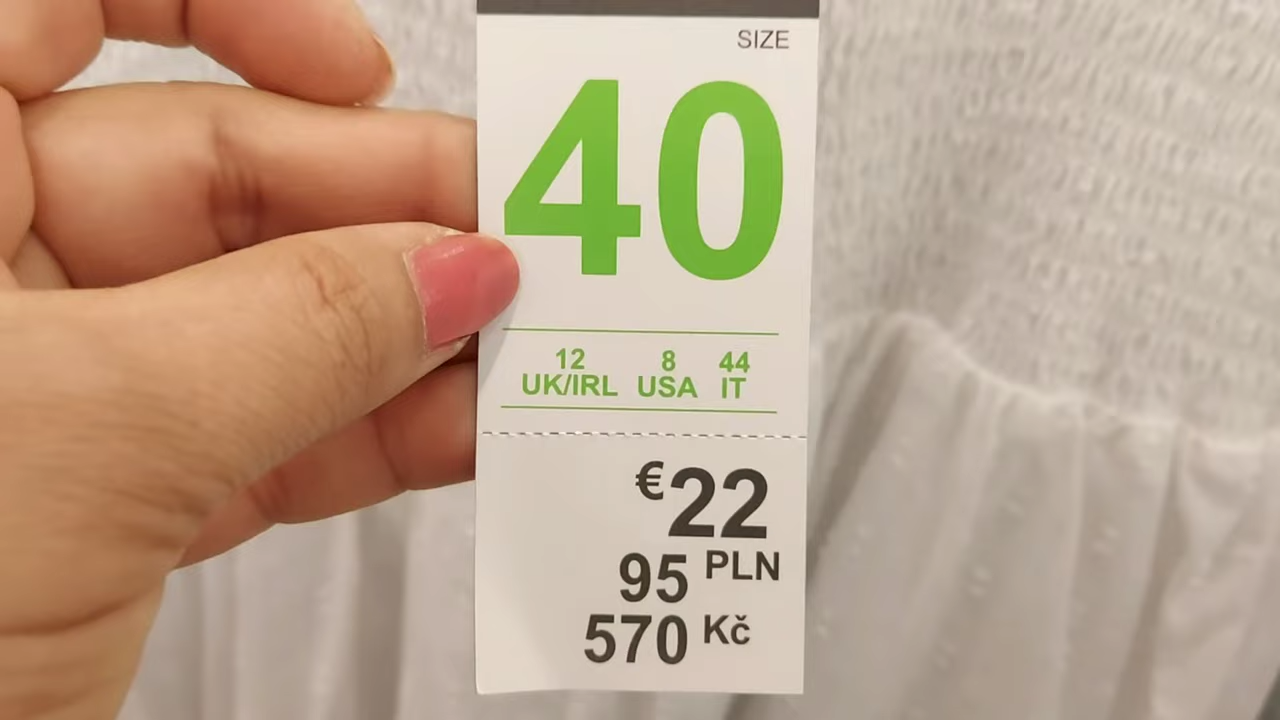 SIZE
40
12 8 44
UK/IRL USA IT
€22
95 PLN
570 Kč